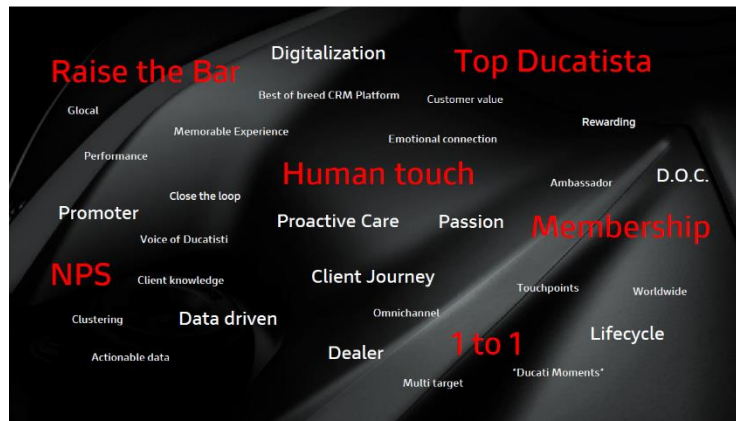 Digitalization
Top Ducatista
Raise the Bar
Best of breed CRM Platform
Customer value
Glocal
Rewarding
Memorable Experience
Emotional connection
Performance
Human touch
D.O.C.
Ambassador
Close the loop
Promoter
Proactive Care
Passion
Membership
Voice of Ducatisti
NPS
Client knowledge
Client Journey
Touchpoints
Worldwide
Omnichannel
Clustering
Data driven
Lifecycle
1 to 1
Dealer
Actionable data
"Ducati Moments"
Multi target